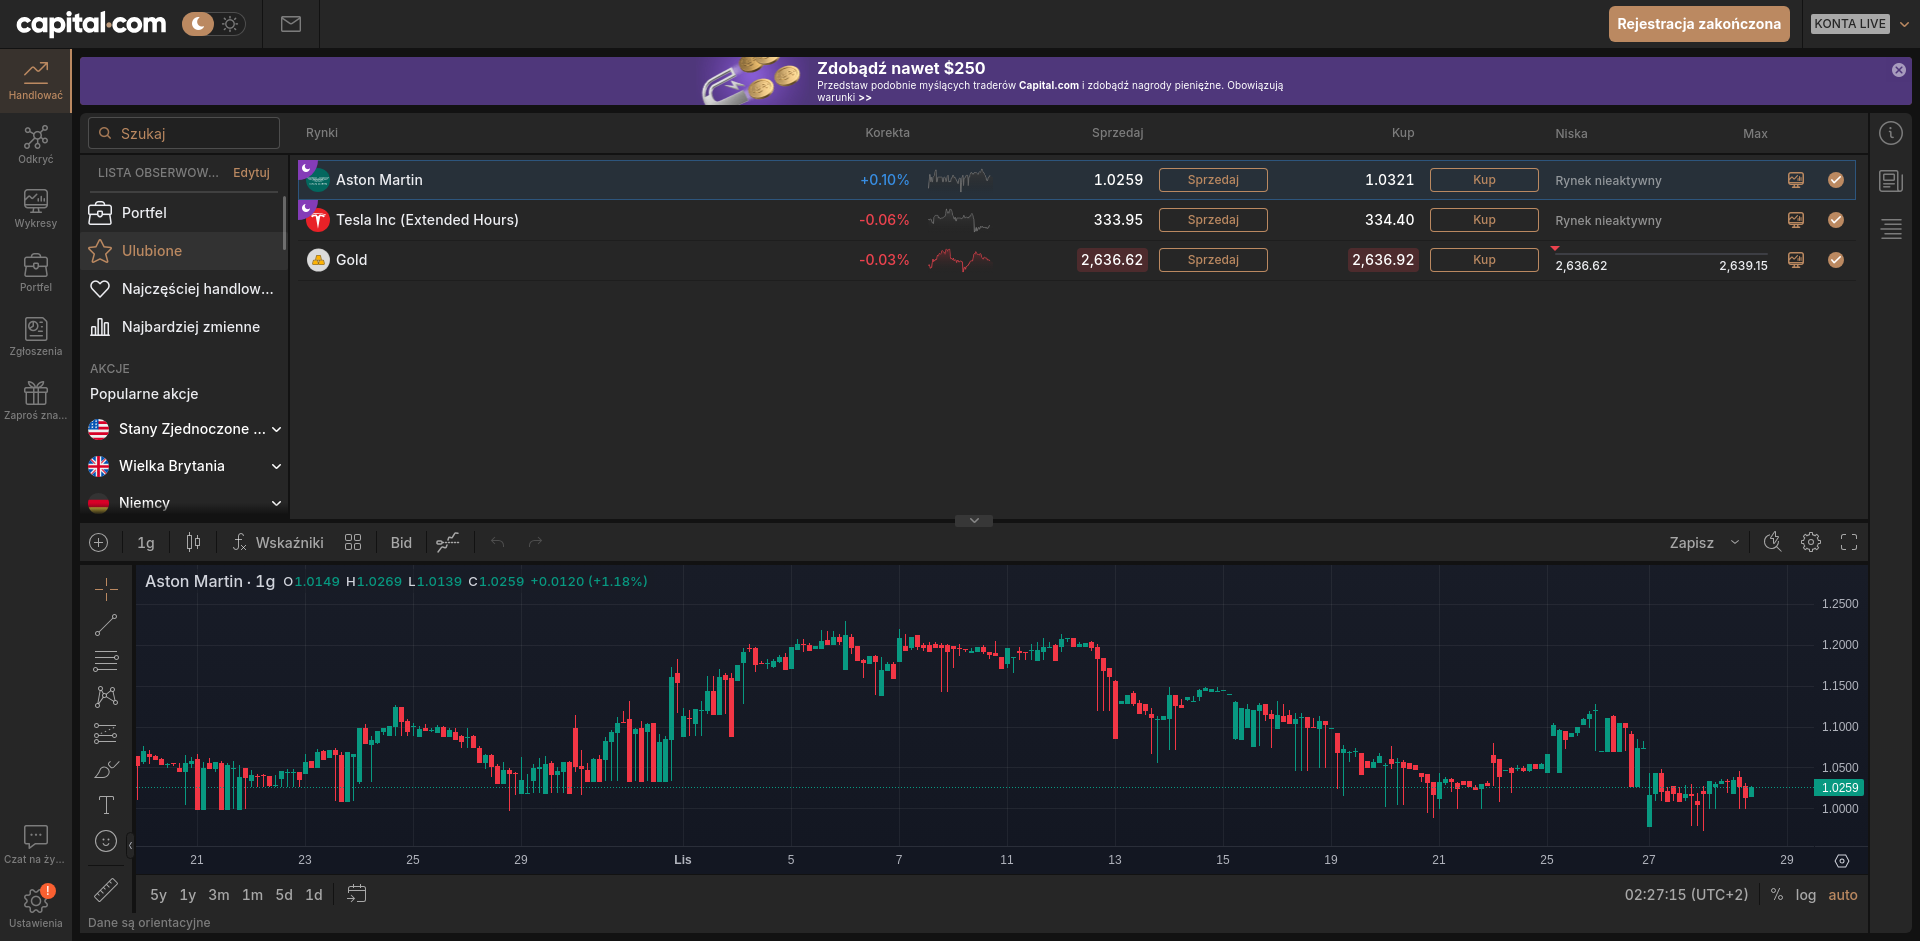 capital.com
Rejestracja zakończona
KONTA LIVE
Handlować
Odkryć
Wykresy
Portfel
Zgłoszenia
Zaproś zna...
Czat na ży...
Ustawienia
Zdobądź nawet $250
Przedstaw podobnie myślących traderów Capital.com i zdobądź nagrody pieniężne. Obowiązują
warunki >>
Szukaj
Rynki Korekta Sprzedaj Kup Niska Max
LISTA OBSERWOW... Edytuj
Portfel
Ulubione
Najczęściej handlow...
Najbardziej zmienne
AKCJE
Popularne akcje
Stany Zjednoczone ...
Wielka Brytania
Niemcy
Aston Martin +0.10% 1.0259 Sprzedaj 1.0321 Kup Rynek nieaktywny
Tesla Inc (Extended Hours) -0.06% 333.95 Sprzedaj 334.40 Kup Rynek nieaktywny
Gold -0.03% 2,636.62 Sprzedaj 2,636.92 Kup 2,636.62 2,639.15
1g Wskaźniki Bid Zapisz
Aston Martin · 1g O1.0149 H1.0269 L1.0139 C1.0259 +0.0120 (+1.18%)
1.2500
1.2000
1.1500
1.1000
1.0500
1.0259
1.0000
21 23 25 29 Lis 5 7 11 13 15 19 21 25 27 29
5y 1y 3m 1m 5d 1d 02:27:15 (UTC+2) % log auto
Dane są orientacyjne